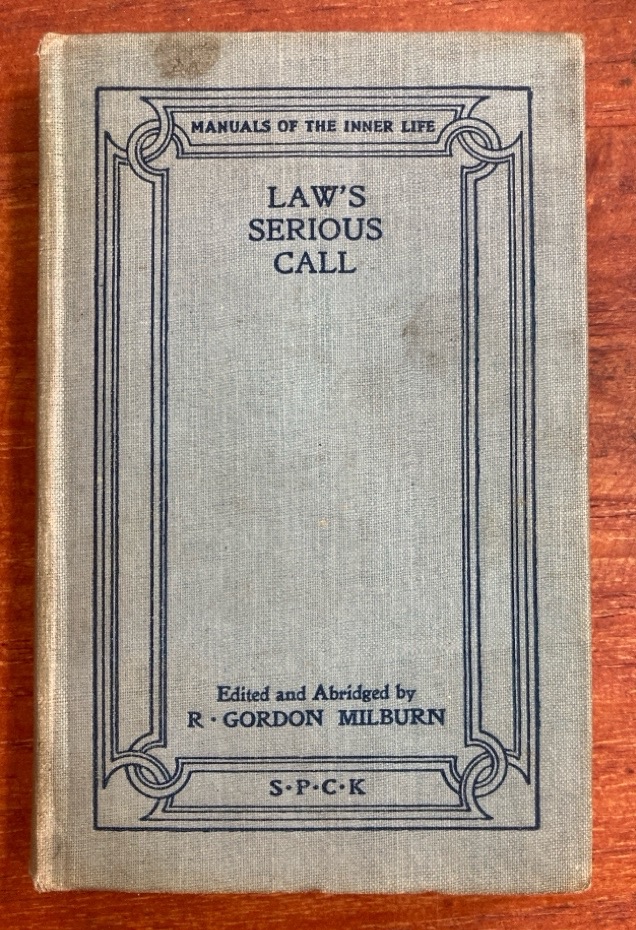 MANUALS OF THE INNER LIFE
LAW'S
SERIOUS
CALL
Edited and Abridged by
R · GORDON MILBURN
S·P·C·K